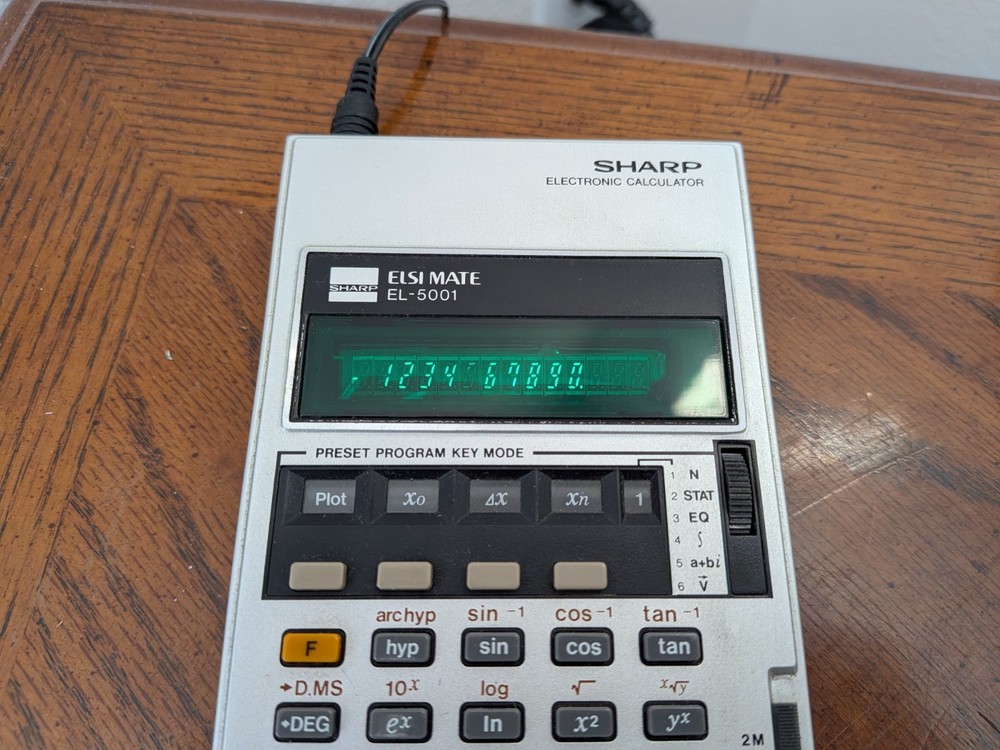 SHARP
ELECTRONIC CALCULATOR
SHARP
ELSI MATE
EL-5001
1234 67890.
PRESET PROGRAM KEY MODE
Plot x₀ Δx xₙ 1
1 N
2 STAT
3 EQ
4 ∫
5 a+bi
6 V⃗
archyp sin⁻¹ cos⁻¹ tan⁻¹
F hyp sin cos tan
→D.MS 10ˣ log √ ˣ√y
→DEG eˣ ln x² yˣ
2M